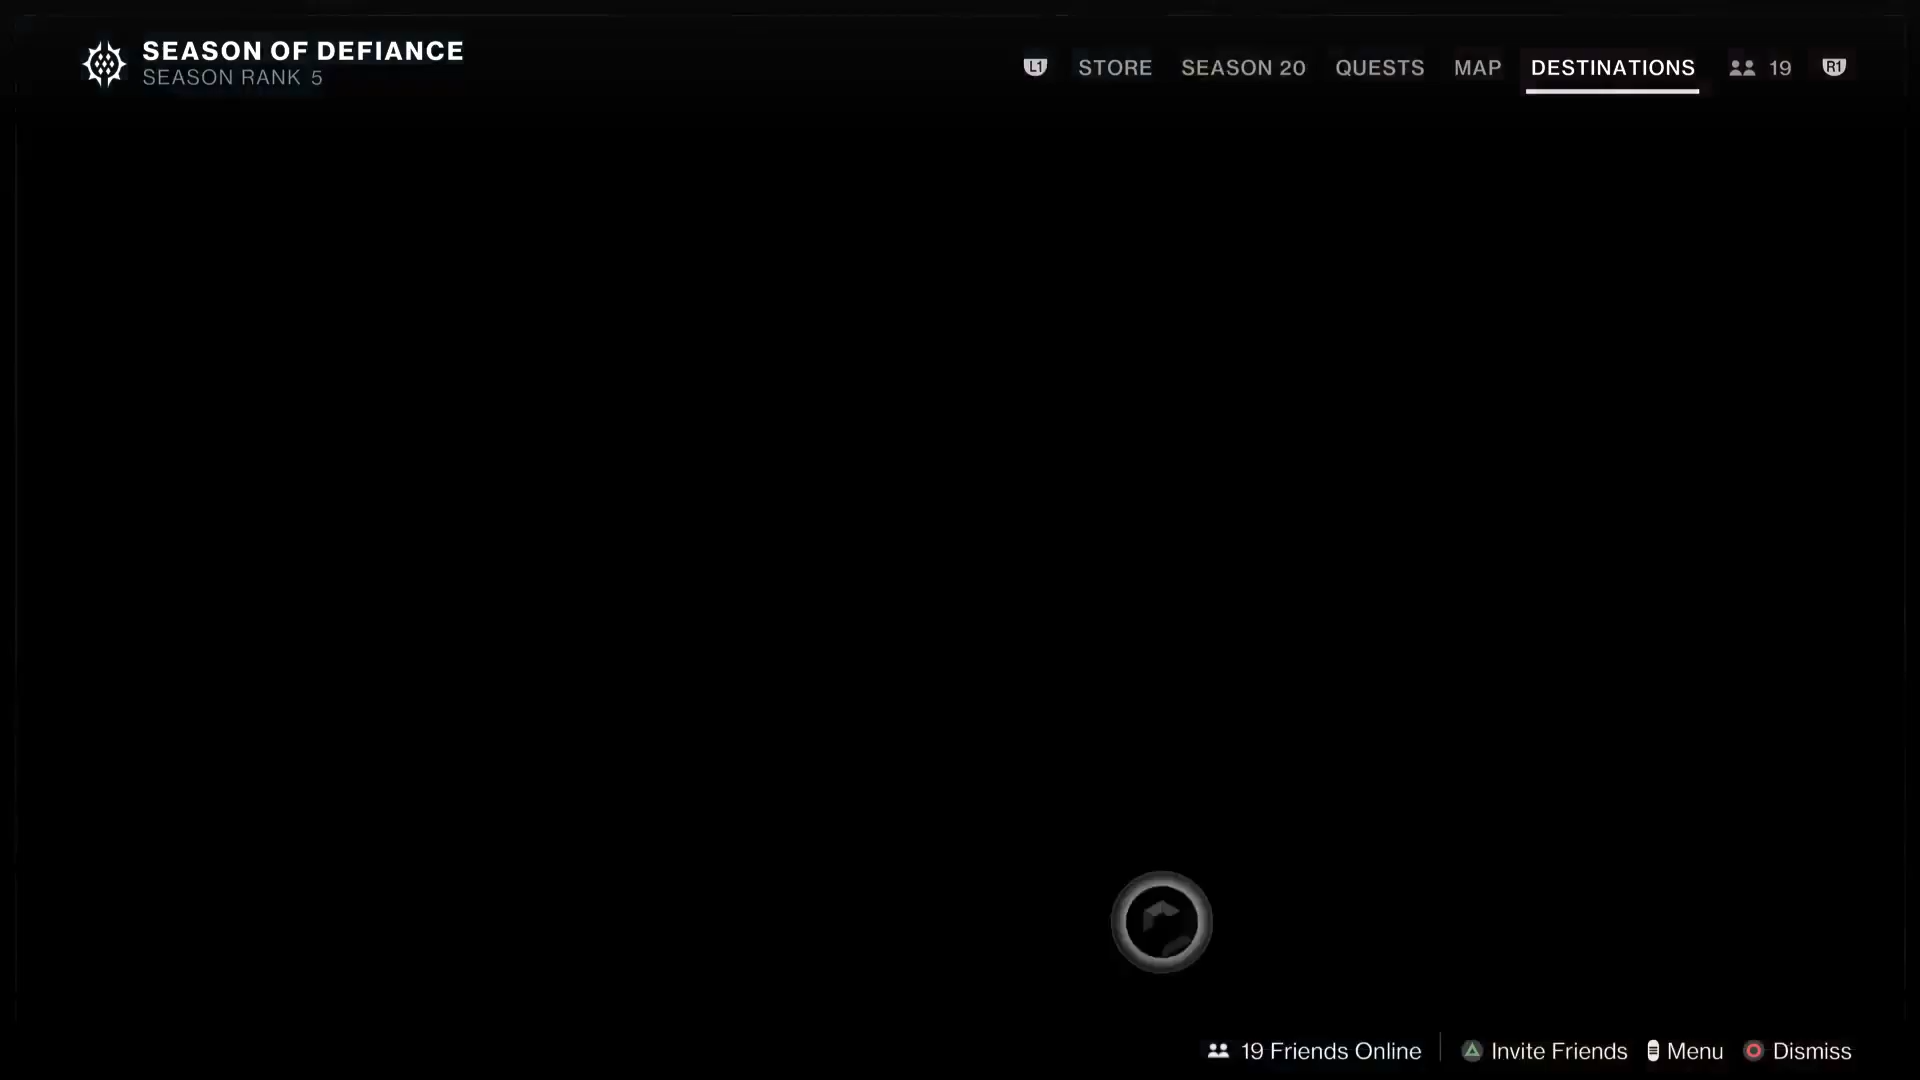 SEASON OF DEFIANCE
SEASON RANK 5
L1 STORE SEASON 20 QUESTS MAP DESTINATIONS 19 R1
19 Friends Online Invite Friends Menu Dismiss